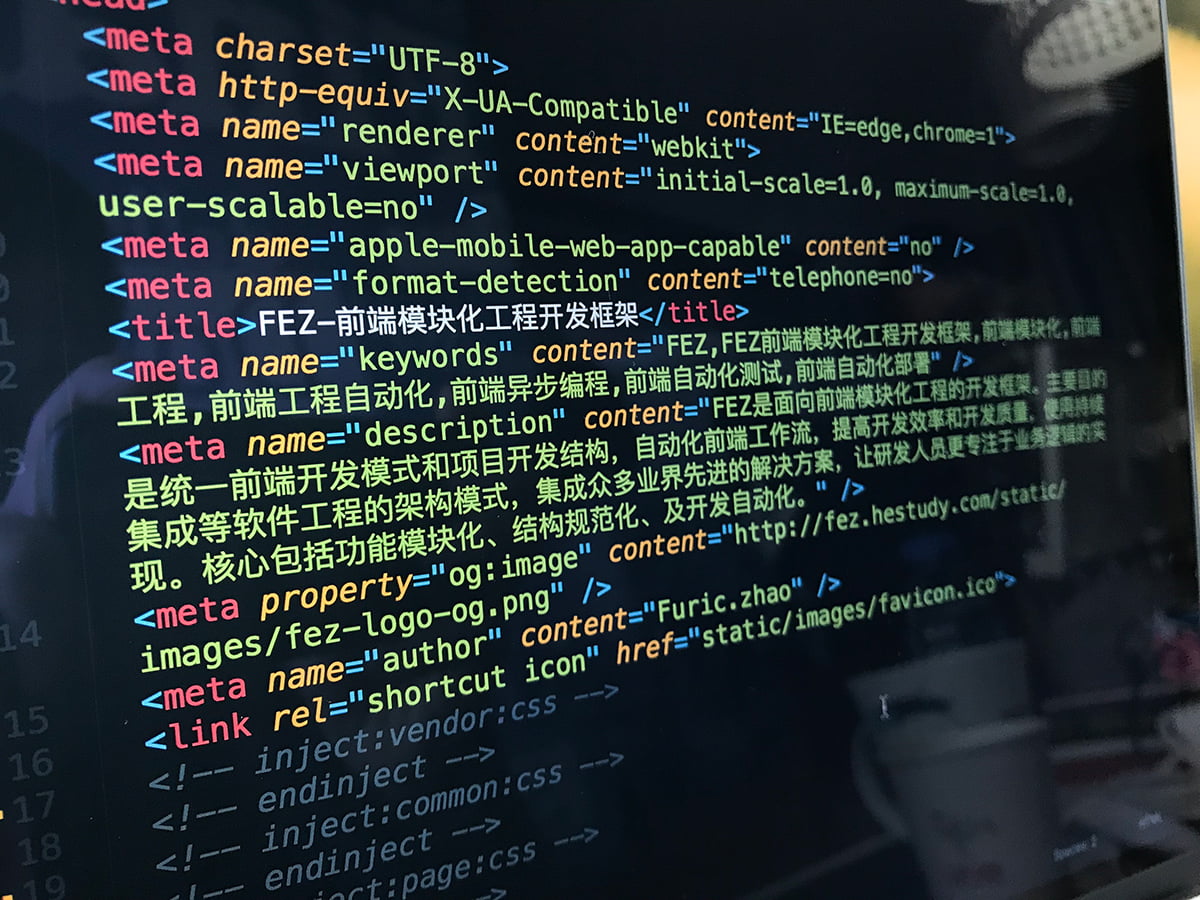 head>
<meta charset="UTF-8">
<meta http-equiv="X-UA-Compatible" content="IE=edge,chrome=1">
<meta name="renderer" content="webkit">
<meta name="viewport" content="initial-scale=1.0, maximum-scale=1.0,
user-scalable=no" />
<meta name="apple-mobile-web-app-capable" content="no" />
<meta name="format-detection" content="telephone=no">
<title>FEZ-前端模块化工程开发框架</title>
<meta name="keywords" content="FEZ,FEZ前端模块化工程开发框架,前端模块化,前端
工程,前端工程自动化,前端异步编程,前端自动化测试,前端自动化部署" />
<meta name="description" content="FEZ是面向前端模块化工程的开发框架。主要目的
是统一前端开发模式和项目开发结构，自动化前端工作流，提高开发效率和开发质量，使用持续
集成等软件工程的架构模式，集成众多业界先进的解决方案，让研发人员更专注于业务逻辑的实
现。核心包括功能模块化、结构规范化、及开发自动化。" />
<meta property="og:image" content="http://fez.hestudy.com/static/
images/fez-logo-og.png" />
14 <meta name="author" content="Furic.zhao" />
<link rel="shortcut icon" href="static/images/favicon.ico">
15 <!-- inject:vendor:css -->
16 <!-- endinject -->
17 <!-- inject:common:css -->
18 <!-- endinject -->
19 ject:page:css -->